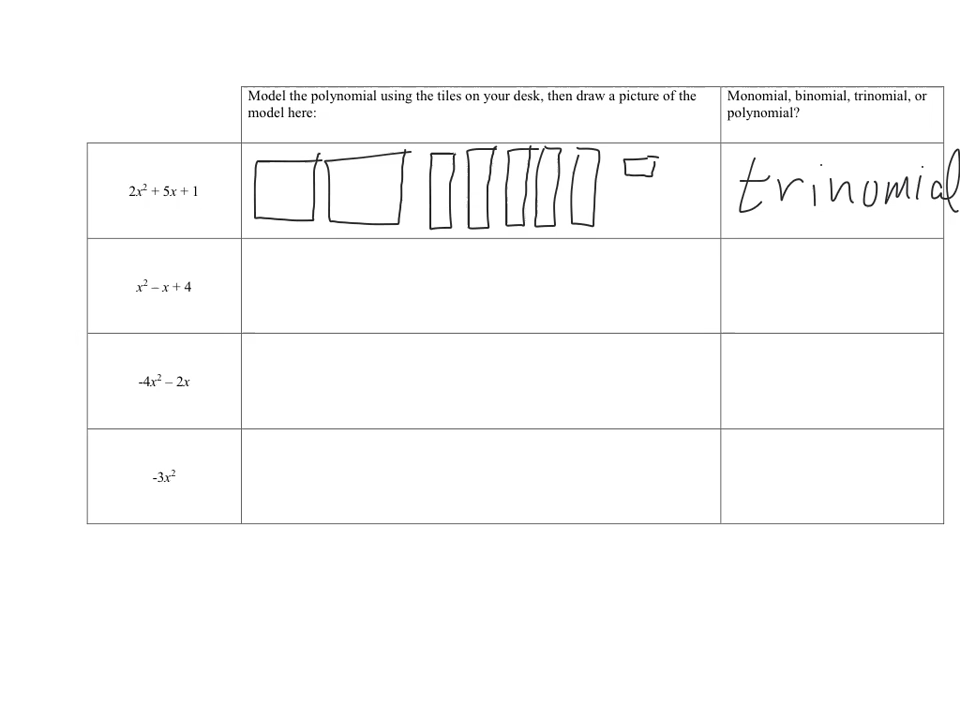 Model the polynomial using the tiles on your desk, then draw a picture of the
model here:
Monomial, binomial, trinomial, or
polynomial?
2x² + 5x + 1
trinomial
x² – x + 4
-4x² – 2x
-3x²